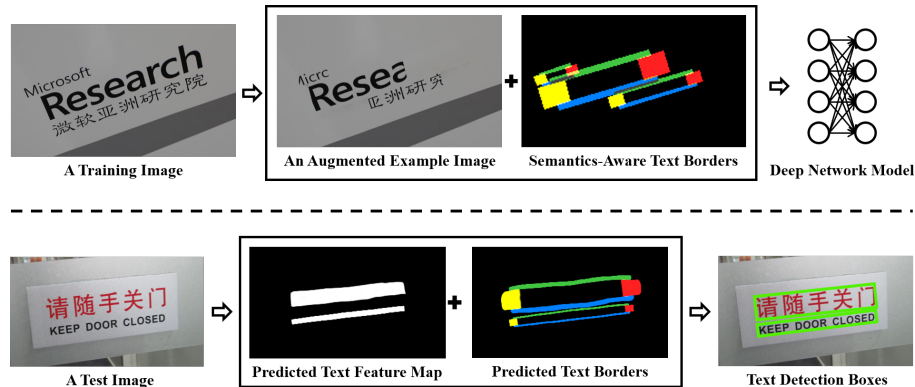 Microsoft
Research
微软亚洲研究院
Micrc
Resea
亚洲研究
A Training Image
An Augmented Example Image
Semantics-Aware Text Borders
Deep Network Model
请随手关门
KEEP DOOR CLOSED
请随手关门
KEEP DOOR CLOSED
A Test Image
Predicted Text Feature Map
Predicted Text Borders
Text Detection Boxes